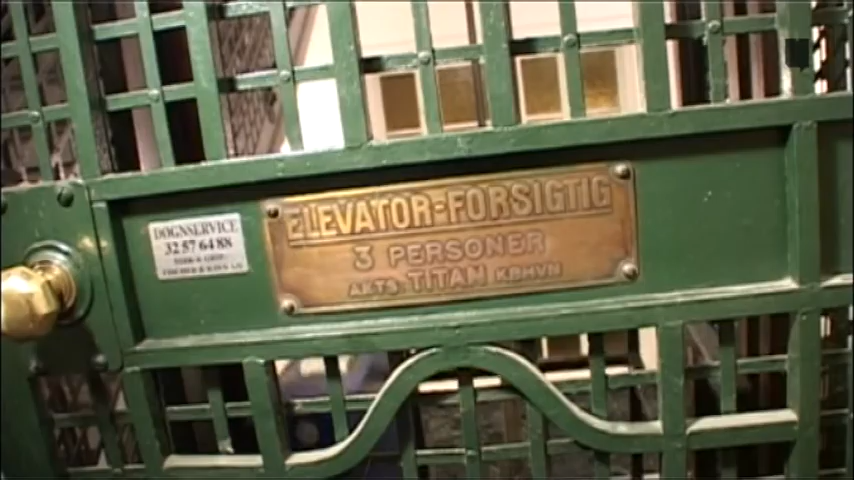 ELEVATOR-FORSIGTIG
3 PERSONER
AKTS TITAN KBHVN
DØGNSERVICE
32 57 64 88